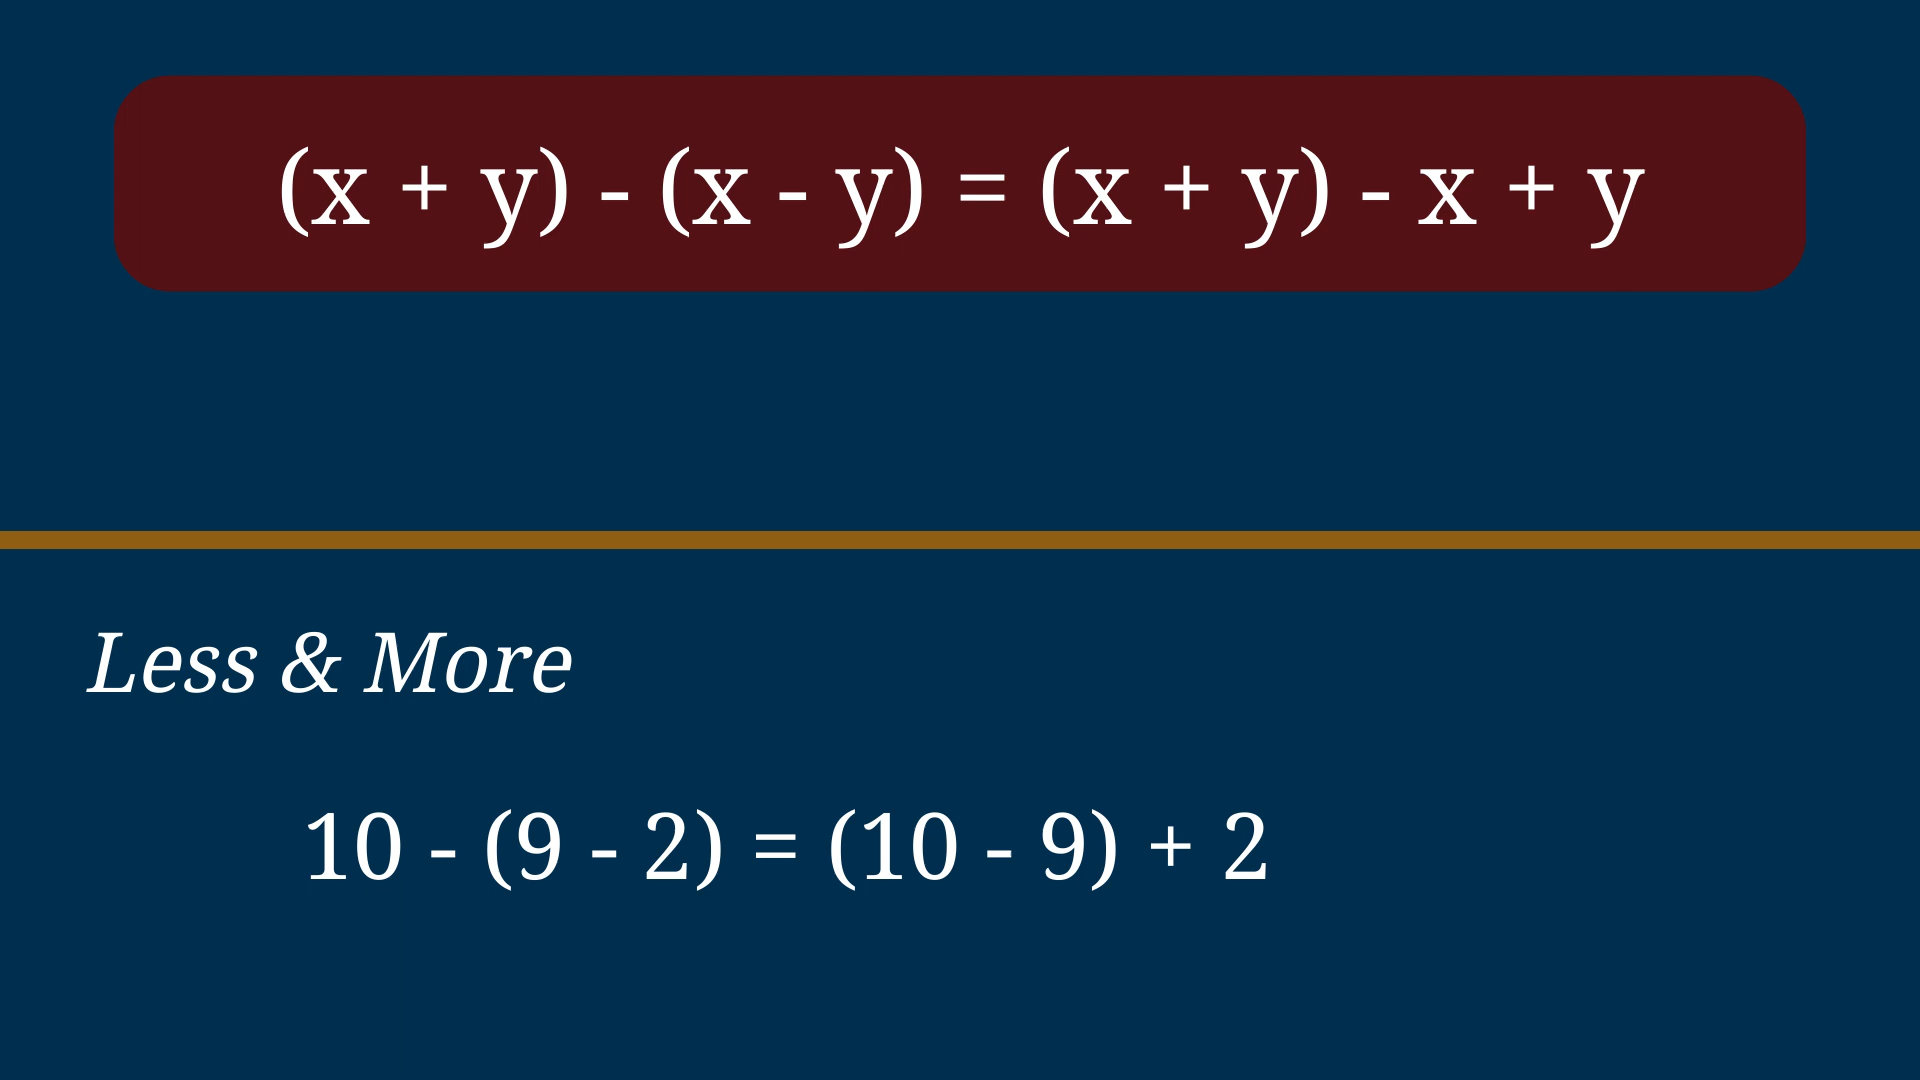 (x + y) - (x - y) = (x + y) - x + y
Less & More
10 - (9 - 2) = (10 - 9) + 2